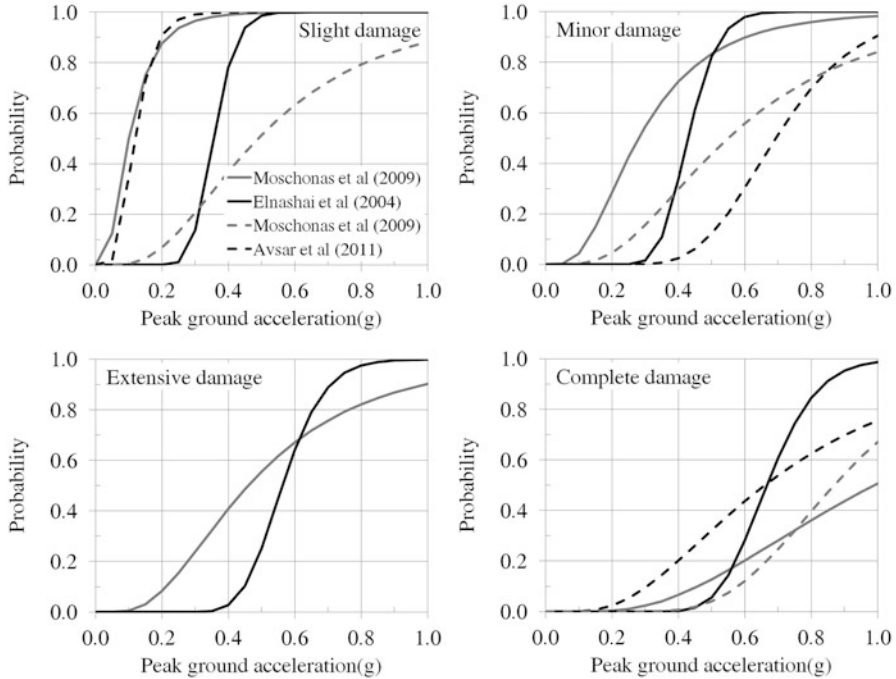 Slight damage
Probability
1.0
0.8
0.6
0.4
0.2
0.0
Moschonas et al (2009)
Elnashai et al (2004)
Moschonas et al (2009)
Avsar et al (2011)
0.0 0.2 0.4 0.6 0.8 1.0
Peak ground acceleration(g)
Minor damage
Probability
1.0
0.8
0.6
0.4
0.2
0.0
0.0 0.2 0.4 0.6 0.8 1.0
Peak ground acceleration(g)
Extensive damage
Probability
1.0
0.8
0.6
0.4
0.2
0.0
0.0 0.2 0.4 0.6 0.8 1.0
Peak ground acceleration(g)
Complete damage
Probability
1.0
0.8
0.6
0.4
0.2
0.0
0.0 0.2 0.4 0.6 0.8 1.0
Peak ground acceleration(g)